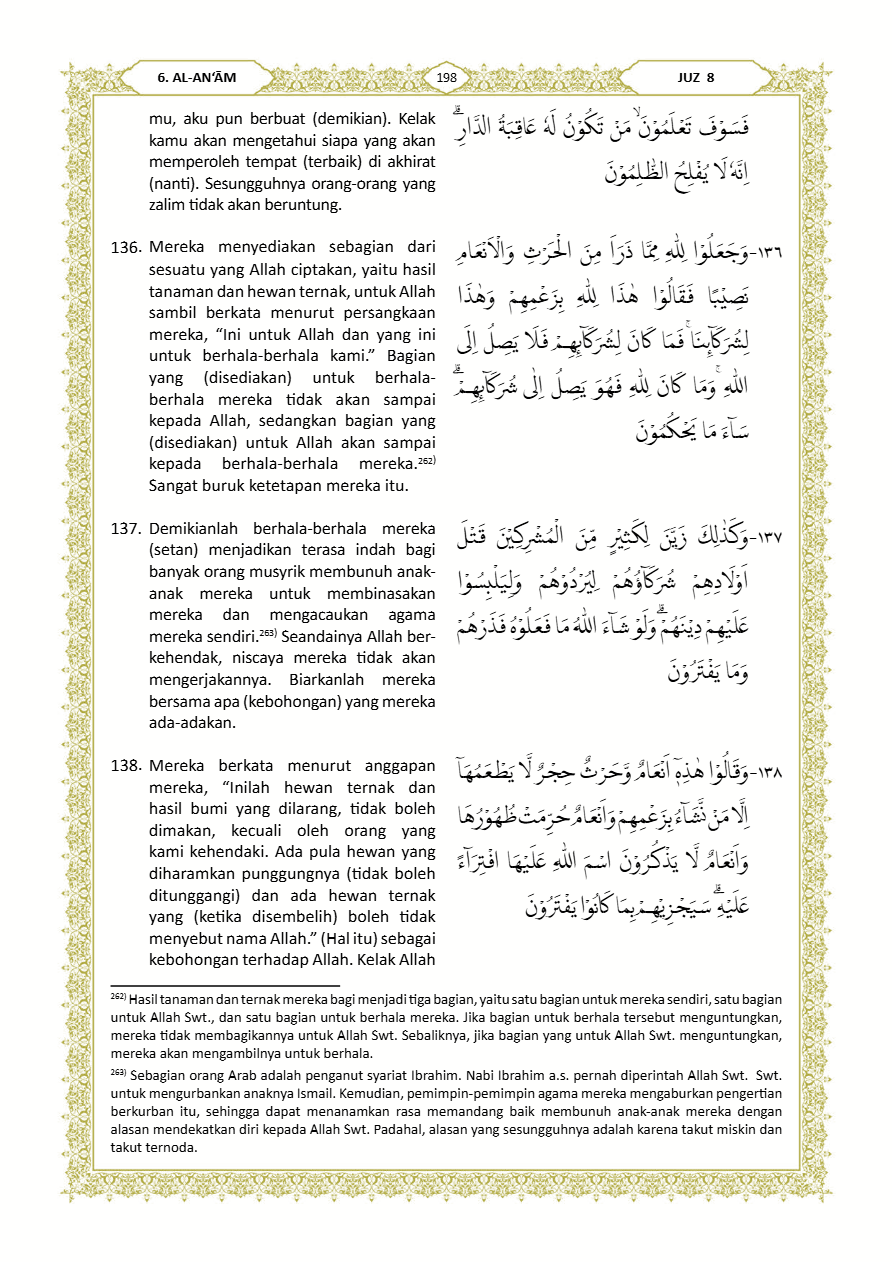 6. AL-AN‘ĀM
198
JUZ 8
mu, aku pun berbuat (demikian). Kelak
kamu akan mengetahui siapa yang akan
memperoleh tempat (terbaik) di akhirat
(nanti). Sesungguhnya orang-orang yang
zalim tidak akan beruntung.
فَسَوْفَ تَعْلَمُوْنَۙ مَنْ تَكُوْنُ لَهٗ عَاقِبَةُ الدَّارِۗ
اِنَّهٗ لَا يُفْلِحُ الظّٰلِمُوْنَ
136. Mereka menyediakan sebagian dari
sesuatu yang Allah ciptakan, yaitu hasil
tanaman dan hewan ternak, untuk Allah
sambil berkata menurut persangkaan
mereka, “Ini untuk Allah dan yang ini
untuk berhala-berhala kami.” Bagian
yang (disediakan) untuk berhala-
berhala mereka tidak akan sampai
kepada Allah, sedangkan bagian yang
(disediakan) untuk Allah akan sampai
kepada berhala-berhala mereka.²⁶²⁾
Sangat buruk ketetapan mereka itu.
١٣٦-وَجَعَلُوْا لِلّٰهِ مِمَّا ذَرَاَ مِنَ الْحَرْثِ وَالْاَنْعَامِ
نَصِيْبًا فَقَالُوْا هٰذَا لِلّٰهِ بِزَعْمِهِمْ وَهٰذَا
لِشُرَكَاۤىِٕنَاۚ فَمَا كَانَ لِشُرَكَاۤىِٕهِمْ فَلَا يَصِلُ اِلَى
اللّٰهِ ۚوَمَا كَانَ لِلّٰهِ فَهُوَ يَصِلُ اِلٰى شُرَكَاۤىِٕهِمْۗ
سَاۤءَ مَا يَحْكُمُوْنَ
137. Demikianlah berhala-berhala mereka
(setan) menjadikan terasa indah bagi
banyak orang musyrik membunuh anak-
anak mereka untuk membinasakan
mereka dan mengacaukan agama
mereka sendiri.²⁶³⁾ Seandainya Allah ber-
kehendak, niscaya mereka tidak akan
mengerjakannya. Biarkanlah mereka
bersama apa (kebohongan) yang mereka
ada-adakan.
١٣٧-وَكَذٰلِكَ زَيَّنَ لِكَثِيْرٍ مِّنَ الْمُشْرِكِيْنَ قَتْلَ
اَوْلَادِهِمْ شُرَكَاۤؤُهُمْ لِيُرْدُوْهُمْ وَلِيَلْبِسُوْا
عَلَيْهِمْ دِيْنَهُمْۗ وَلَوْ شَاۤءَ اللّٰهُ مَا فَعَلُوْهُ فَذَرْهُمْ
وَمَا يَفْتَرُوْنَ
138. Mereka berkata menurut anggapan
mereka, “Inilah hewan ternak dan
hasil bumi yang dilarang, tidak boleh
dimakan, kecuali oleh orang yang
kami kehendaki. Ada pula hewan yang
diharamkan punggungnya (tidak boleh
ditunggangi) dan ada hewan ternak
yang (ketika disembelih) boleh tidak
menyebut nama Allah.” (Hal itu) sebagai
kebohongan terhadap Allah. Kelak Allah
١٣٨-وَقَالُوْا هٰذِهٖٓ اَنْعَامٌ وَّحَرْثٌ حِجْرٌ لَّا يَطْعَمُهَآ
اِلَّا مَنْ نَّشَاۤءُ بِزَعْمِهِمْ وَاَنْعَامٌ حُرِّمَتْ ظُهُوْرُهَا
وَاَنْعَامٌ لَّا يَذْكُرُوْنَ اسْمَ اللّٰهِ عَلَيْهَا افْتِرَاۤءً
عَلَيْهِۗ سَيَجْزِيْهِمْ بِمَا كَانُوْا يَفْتَرُوْنَ
²⁶²⁾ Hasil tanaman dan ternak mereka bagi menjadi tiga bagian, yaitu satu bagian untuk mereka sendiri, satu bagian
untuk Allah Swt., dan satu bagian untuk berhala mereka. Jika bagian untuk berhala tersebut menguntungkan,
mereka tidak membagikannya untuk Allah Swt. Sebaliknya, jika bagian yang untuk Allah Swt. menguntungkan,
mereka akan mengambilnya untuk berhala.
²⁶³⁾ Sebagian orang Arab adalah penganut syariat Ibrahim. Nabi Ibrahim a.s. pernah diperintah Allah Swt. Swt.
untuk mengurbankan anaknya Ismail. Kemudian, pemimpin-pemimpin agama mereka mengaburkan pengertian
berkurban itu, sehingga dapat menanamkan rasa memandang baik membunuh anak-anak mereka dengan
alasan mendekatkan diri kepada Allah Swt. Padahal, alasan yang sesungguhnya adalah karena takut miskin dan
takut ternoda.